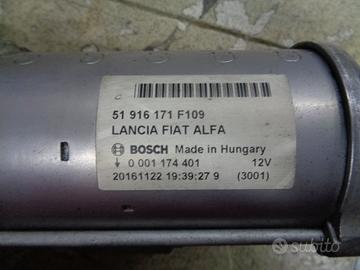 51 916 171 F109
LANCIA FIAT ALFA
BOSCH Made in Hungary
0 001 174 401 12V
20161122 19:39:27 9 (3001)
subito